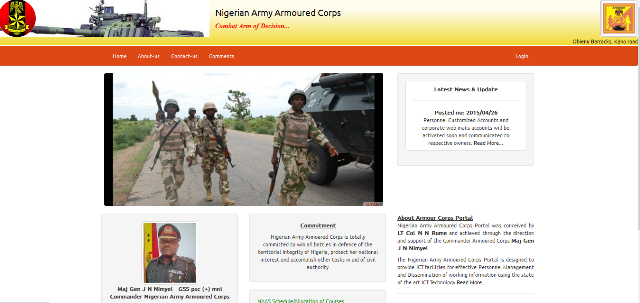 Nigerian Army Armoured Corps
Combat Arm of Decision...
Obienu Barracks, Kano road
Home About-us Contact-us Comments Login
Latest News & Update
Posted no: 2015/04/26
Personne. Customized Accounts and
corporate web mails accounts will be
activated soon and communicated to
respective owners. Read More...
Commitment
Nigerian Army Armoured Corps is totally
committed to win all battles in defence of the
territorial integrity of Nigeria, protect her national
interest and accomplish other tasks in aid of civil
authority
Maj Gen J N Nimyel GSS psc (+) mni
Commander Nigerian Army Armoured Corps
NAAS Schedule/Allocation of Courses
About Armour Corps Portal
Nigerian Army Armoured Corps Portal was conceived by
LT Col N N Rume and achieved through the direction
and support of the Commander Armoured Corps Maj Gen
J N Nimyel
The Nigerian Army Armoured Corps Portal is designed to
provide ICT facilities for effective Personnel Management
and Dissemination of information using the state
of the art ICT Technology Read More